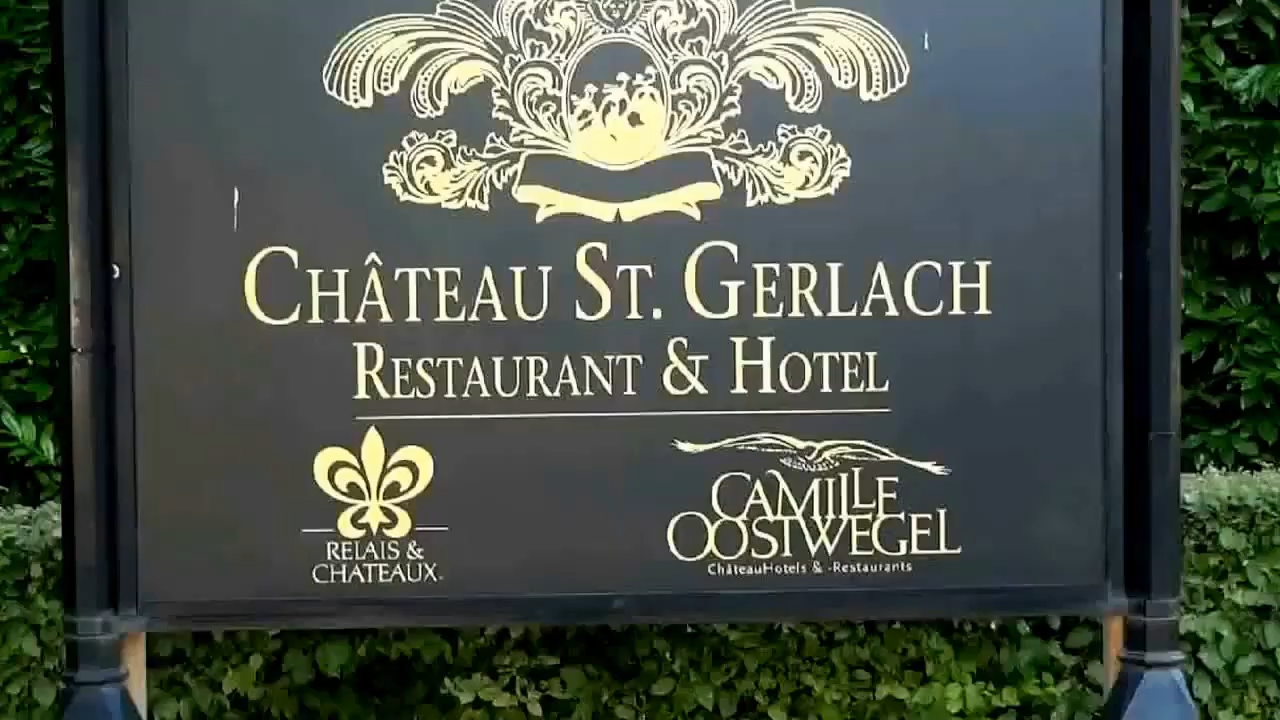 CHÂTEAU ST. GERLACH
RESTAURANT & HOTEL
RELAIS &
CHATEAUX
CAMILLE
OOSTWEGEL
ChâteauHotels & -Restaurants